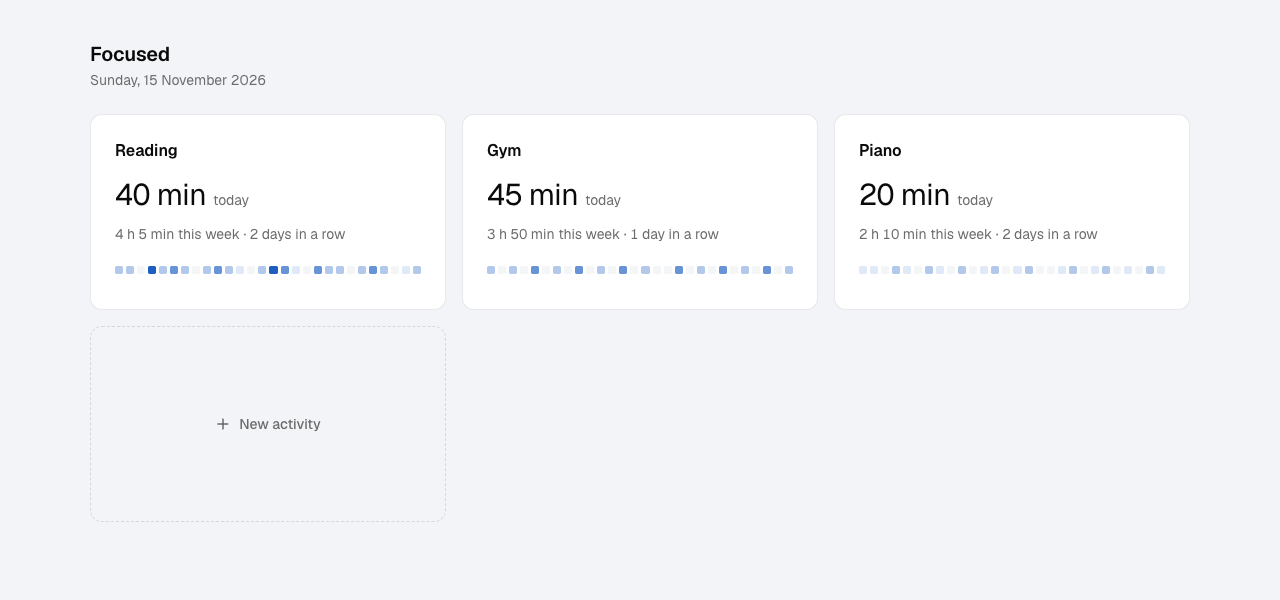 Focused
Sunday, 15 November 2026
Reading
40 min today
4 h 5 min this week · 2 days in a row
Gym
45 min today
3 h 50 min this week · 1 day in a row
Piano
20 min today
2 h 10 min this week · 2 days in a row
New activity